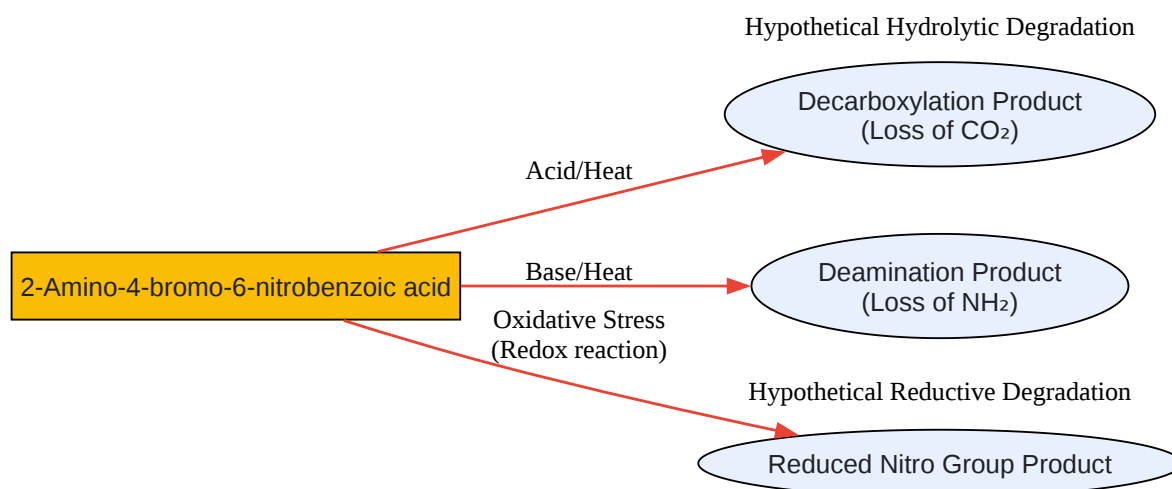 Hypothetical Hydrolytic Degradation
Decarboxylation Product
(Loss of CO₂)
Acid/Heat
2-Amino-4-bromo-6-nitrobenzoic acid
Base/Heat
Deamination Product
(Loss of NH₂)
Oxidative Stress
(Redox reaction)
Hypothetical Reductive Degradation
Reduced Nitro Group Product